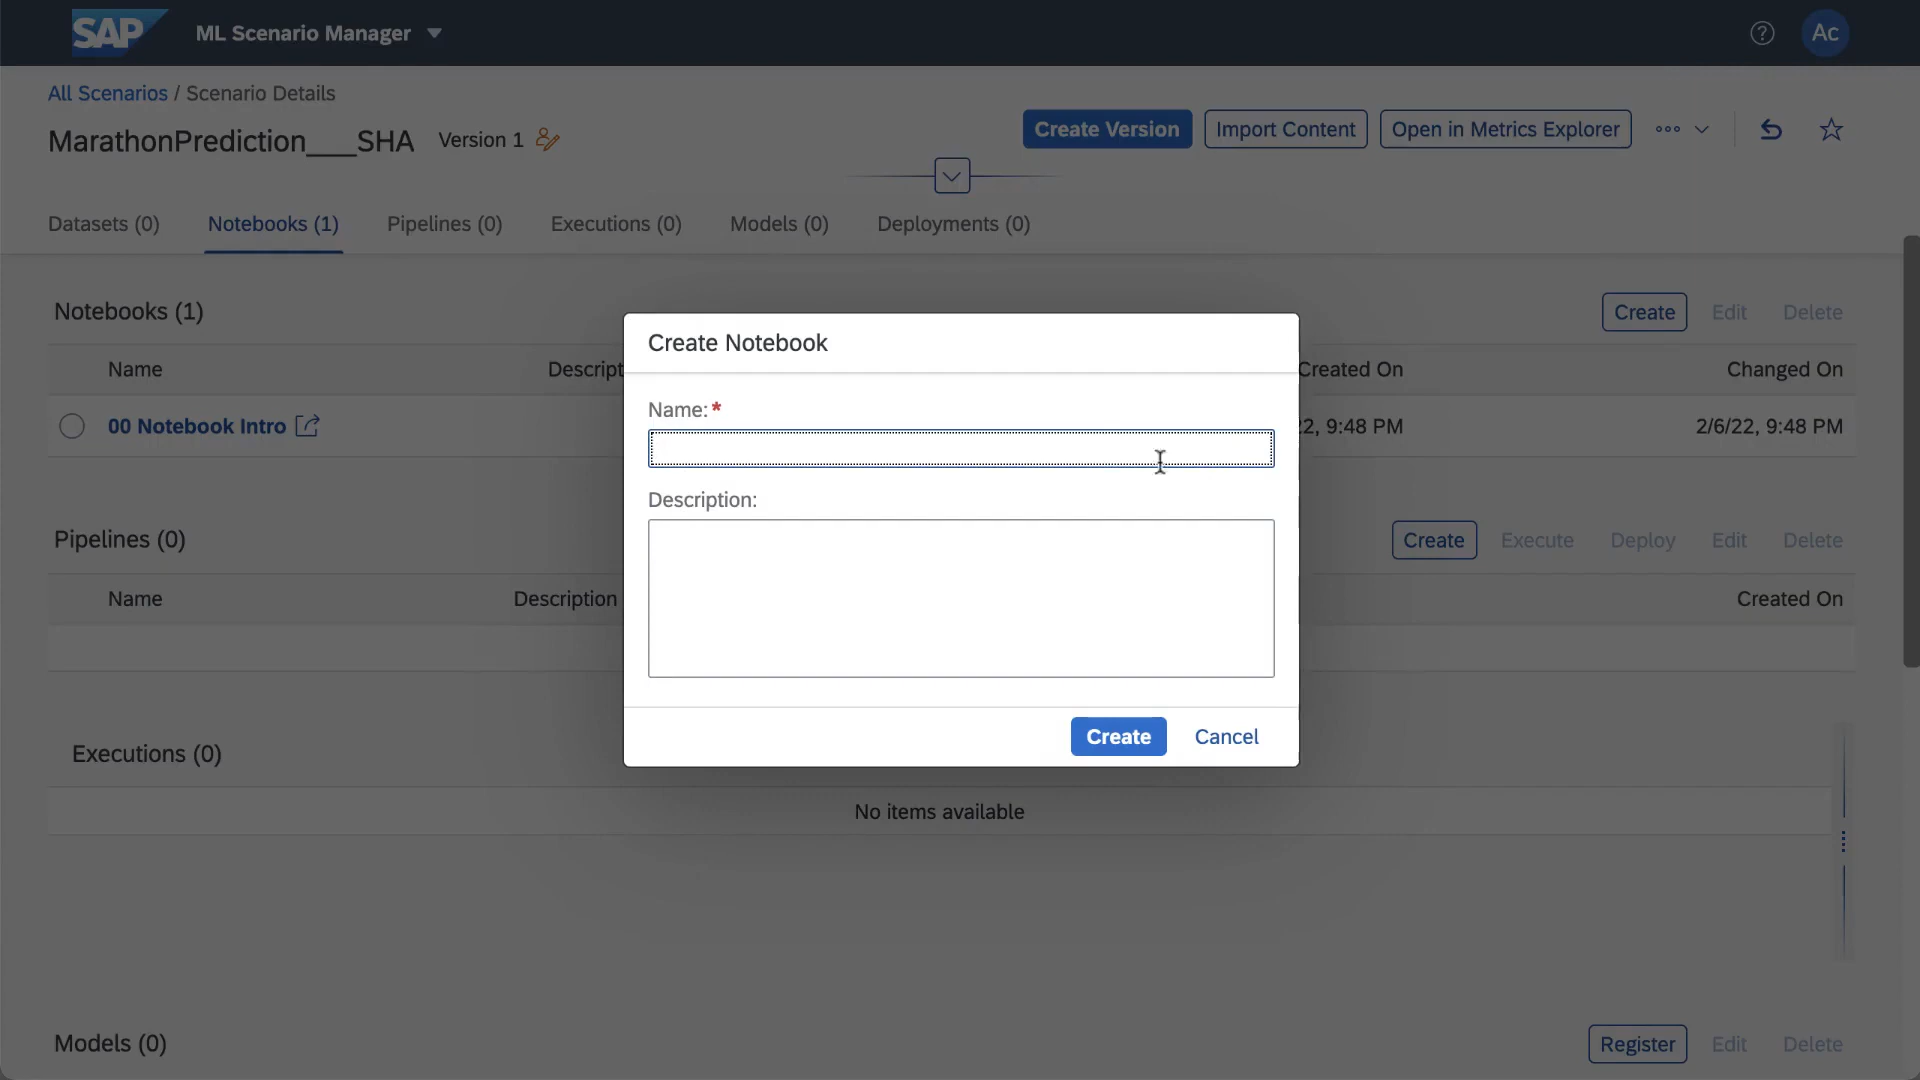 SAP ML Scenario Manager ? Ac
All Scenarios / Scenario Details
MarathonPrediction___SHA Version 1 Create Version Import Content Open in Metrics Explorer
Datasets (0) Notebooks (1) Pipelines (0) Executions (0) Models (0) Deployments (0)
Notebooks (1) Create Edit Delete
Name Descript Created On Changed On
00 Notebook Intro 22, 9:48 PM 2/6/22, 9:48 PM
Create Notebook
Name:*
Description:
Create Cancel
Pipelines (0) Create Execute Deploy Edit Delete
Name Description Created On
Executions (0)
No items available
Models (0) Register Edit Delete